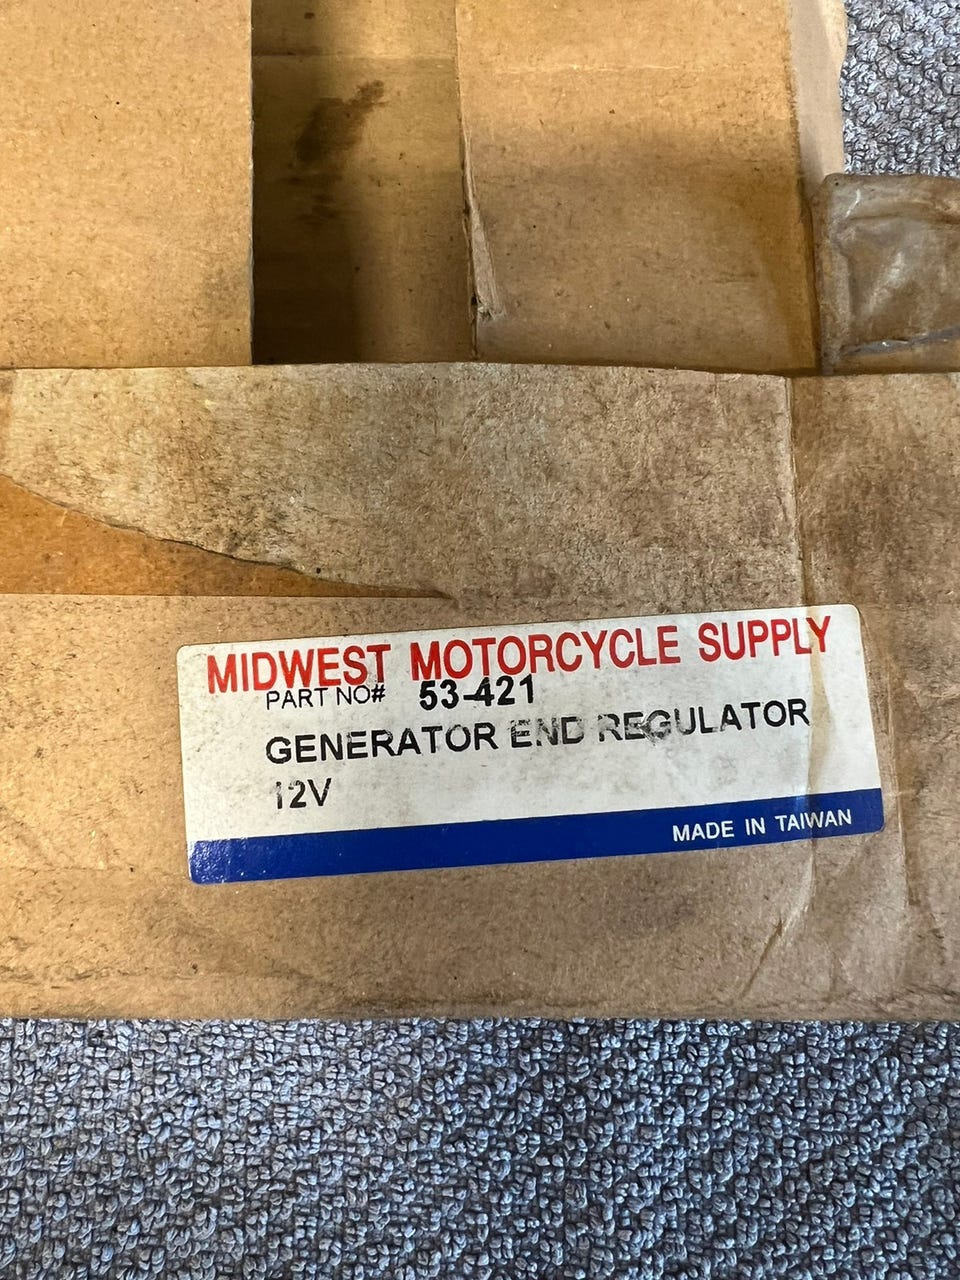 MIDWEST MOTORCYCLE SUPPLY
PART NO# 53-421
GENERATOR END REGULATOR
12V
MADE IN TAIWAN